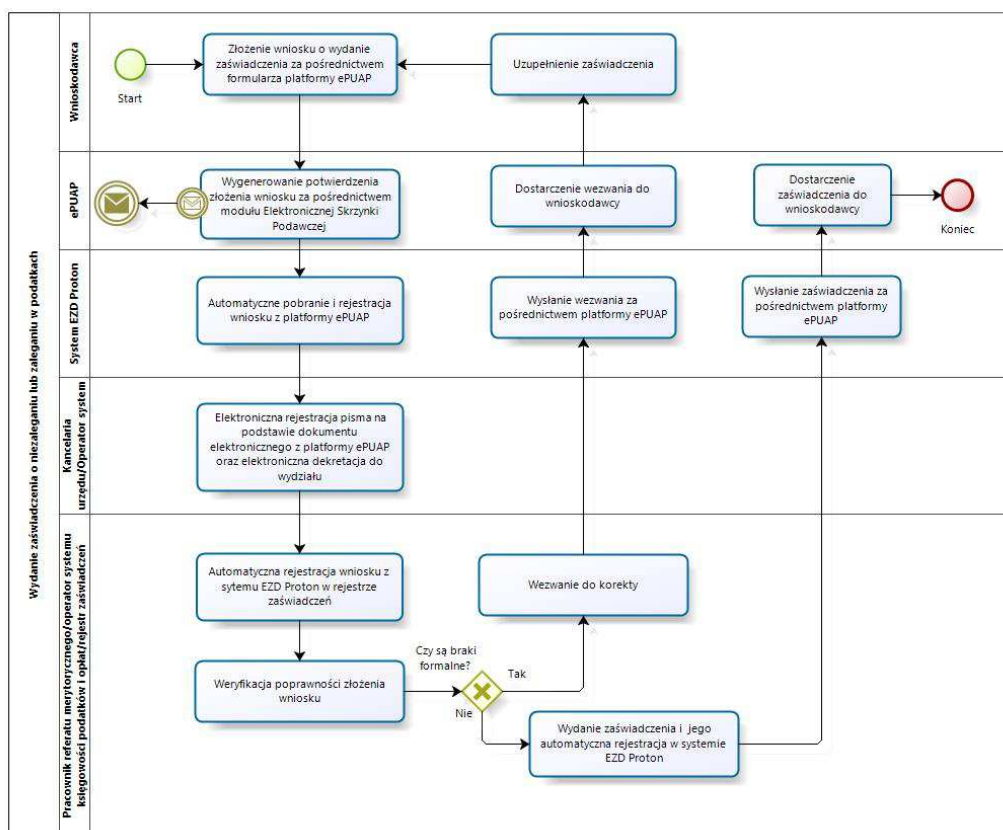 Wydanie zaświadczenia o niezaleganiu lub zaleganiu w podatkach
Wnioskodawca
Start
Złożenie wniosku o wydanie
zaświadczenia za pośrednictwem
formularza platformy ePUAP
Uzupełnienie zaświadczenia
ePUAP
Wygenerowanie potwierdzenia
złożenia wniosku za pośrednictwem
modułu Elektronicznej Skrzynki
Podawczej
Dostarczenie wezwania do
wnioskodawcy
Dostarczenie
zaświadczenia do
wnioskodawcy
Koniec
System EZD Proton
Automatyczne pobranie i rejestracja
wniosku z platformy ePUAP
Wysłanie wezwania za
pośrednictwem platformy ePUAP
Wysłanie zaświadczenia za
pośrednictwem platformy
ePUAP
Kancelaria
urzędu/Operator system
Elektroniczna rejestracja pisma na
podstawie dokumentu
elektronicznego z platformy ePUAP
oraz elektroniczna dekretacja do
wydziału
Pracownik referatu merytorycznego/operator systemu
księgowości podatków i opłat/rejestr zaświadczeń
Automatyczna rejestracja wniosku z
sytemu EZD Proton w rejestrze
zaświadczeń
Wezwanie do korekty
Weryfikacja poprawności złożenia
wniosku
Czy są braki
formalne?
Tak
Nie
Wydanie zaświadczenia i jego
automatyczna rejestracja w systemie
EZD Proton